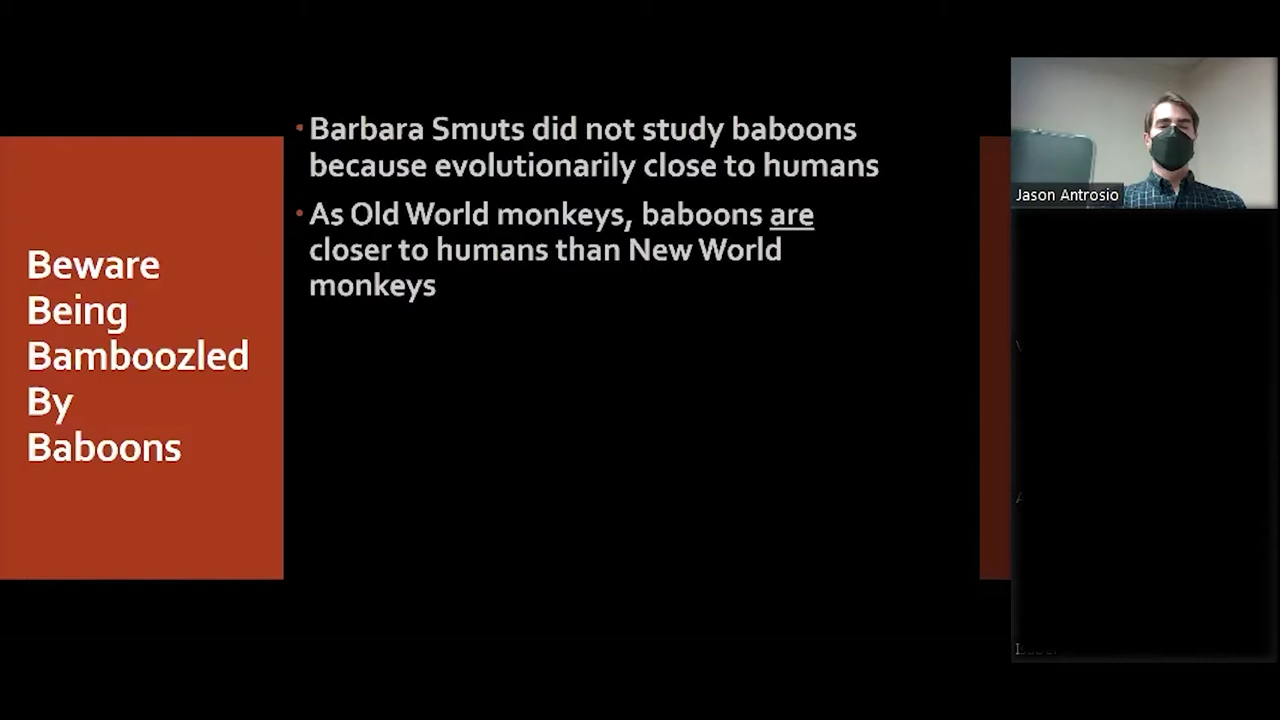 Beware
Being
Bamboozled
By
Baboons
Barbara Smuts did not study baboons
because evolutionarily close to humans
As Old World monkeys, baboons are
closer to humans than New World
monkeys
Jason Antrosio